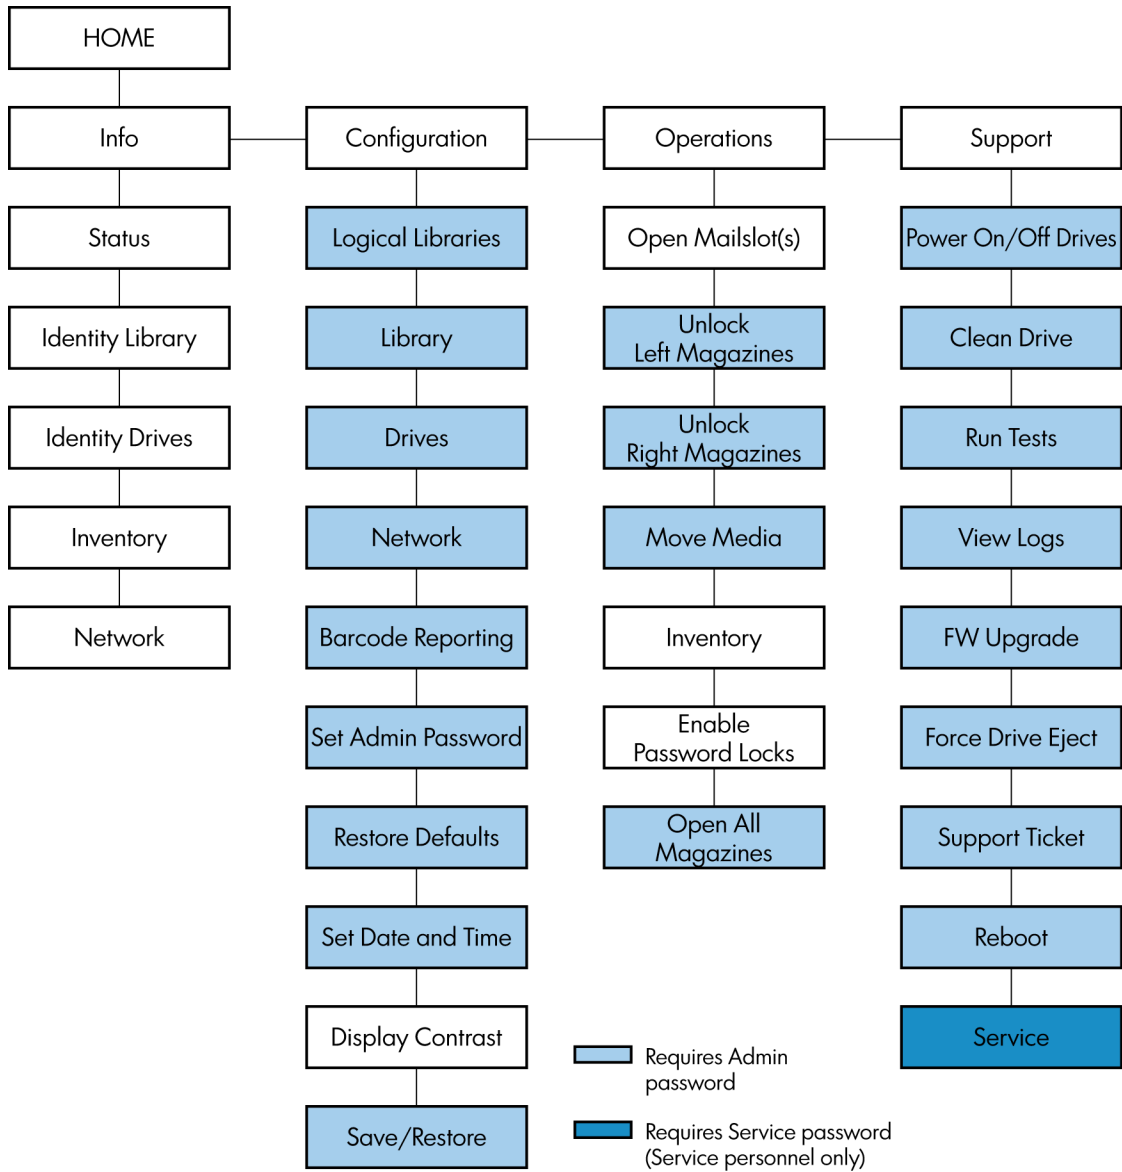 HOME
Info
Configuration
Operations
Support
Status
Logical Libraries
Open Mailslot(s)
Power On/Off Drives
Identity Library
Library
Unlock
Left Magazines
Clean Drive
Identity Drives
Drives
Unlock
Right Magazines
Run Tests
Inventory
Network
Move Media
View Logs
Network
Barcode Reporting
Inventory
FW Upgrade
Set Admin Password
Enable
Password Locks
Force Drive Eject
Restore Defaults
Open All
Magazines
Support Ticket
Set Date and Time
Reboot
Display Contrast
Service
Save/Restore
Requires Admin
password
Requires Service password
(Service personnel only)